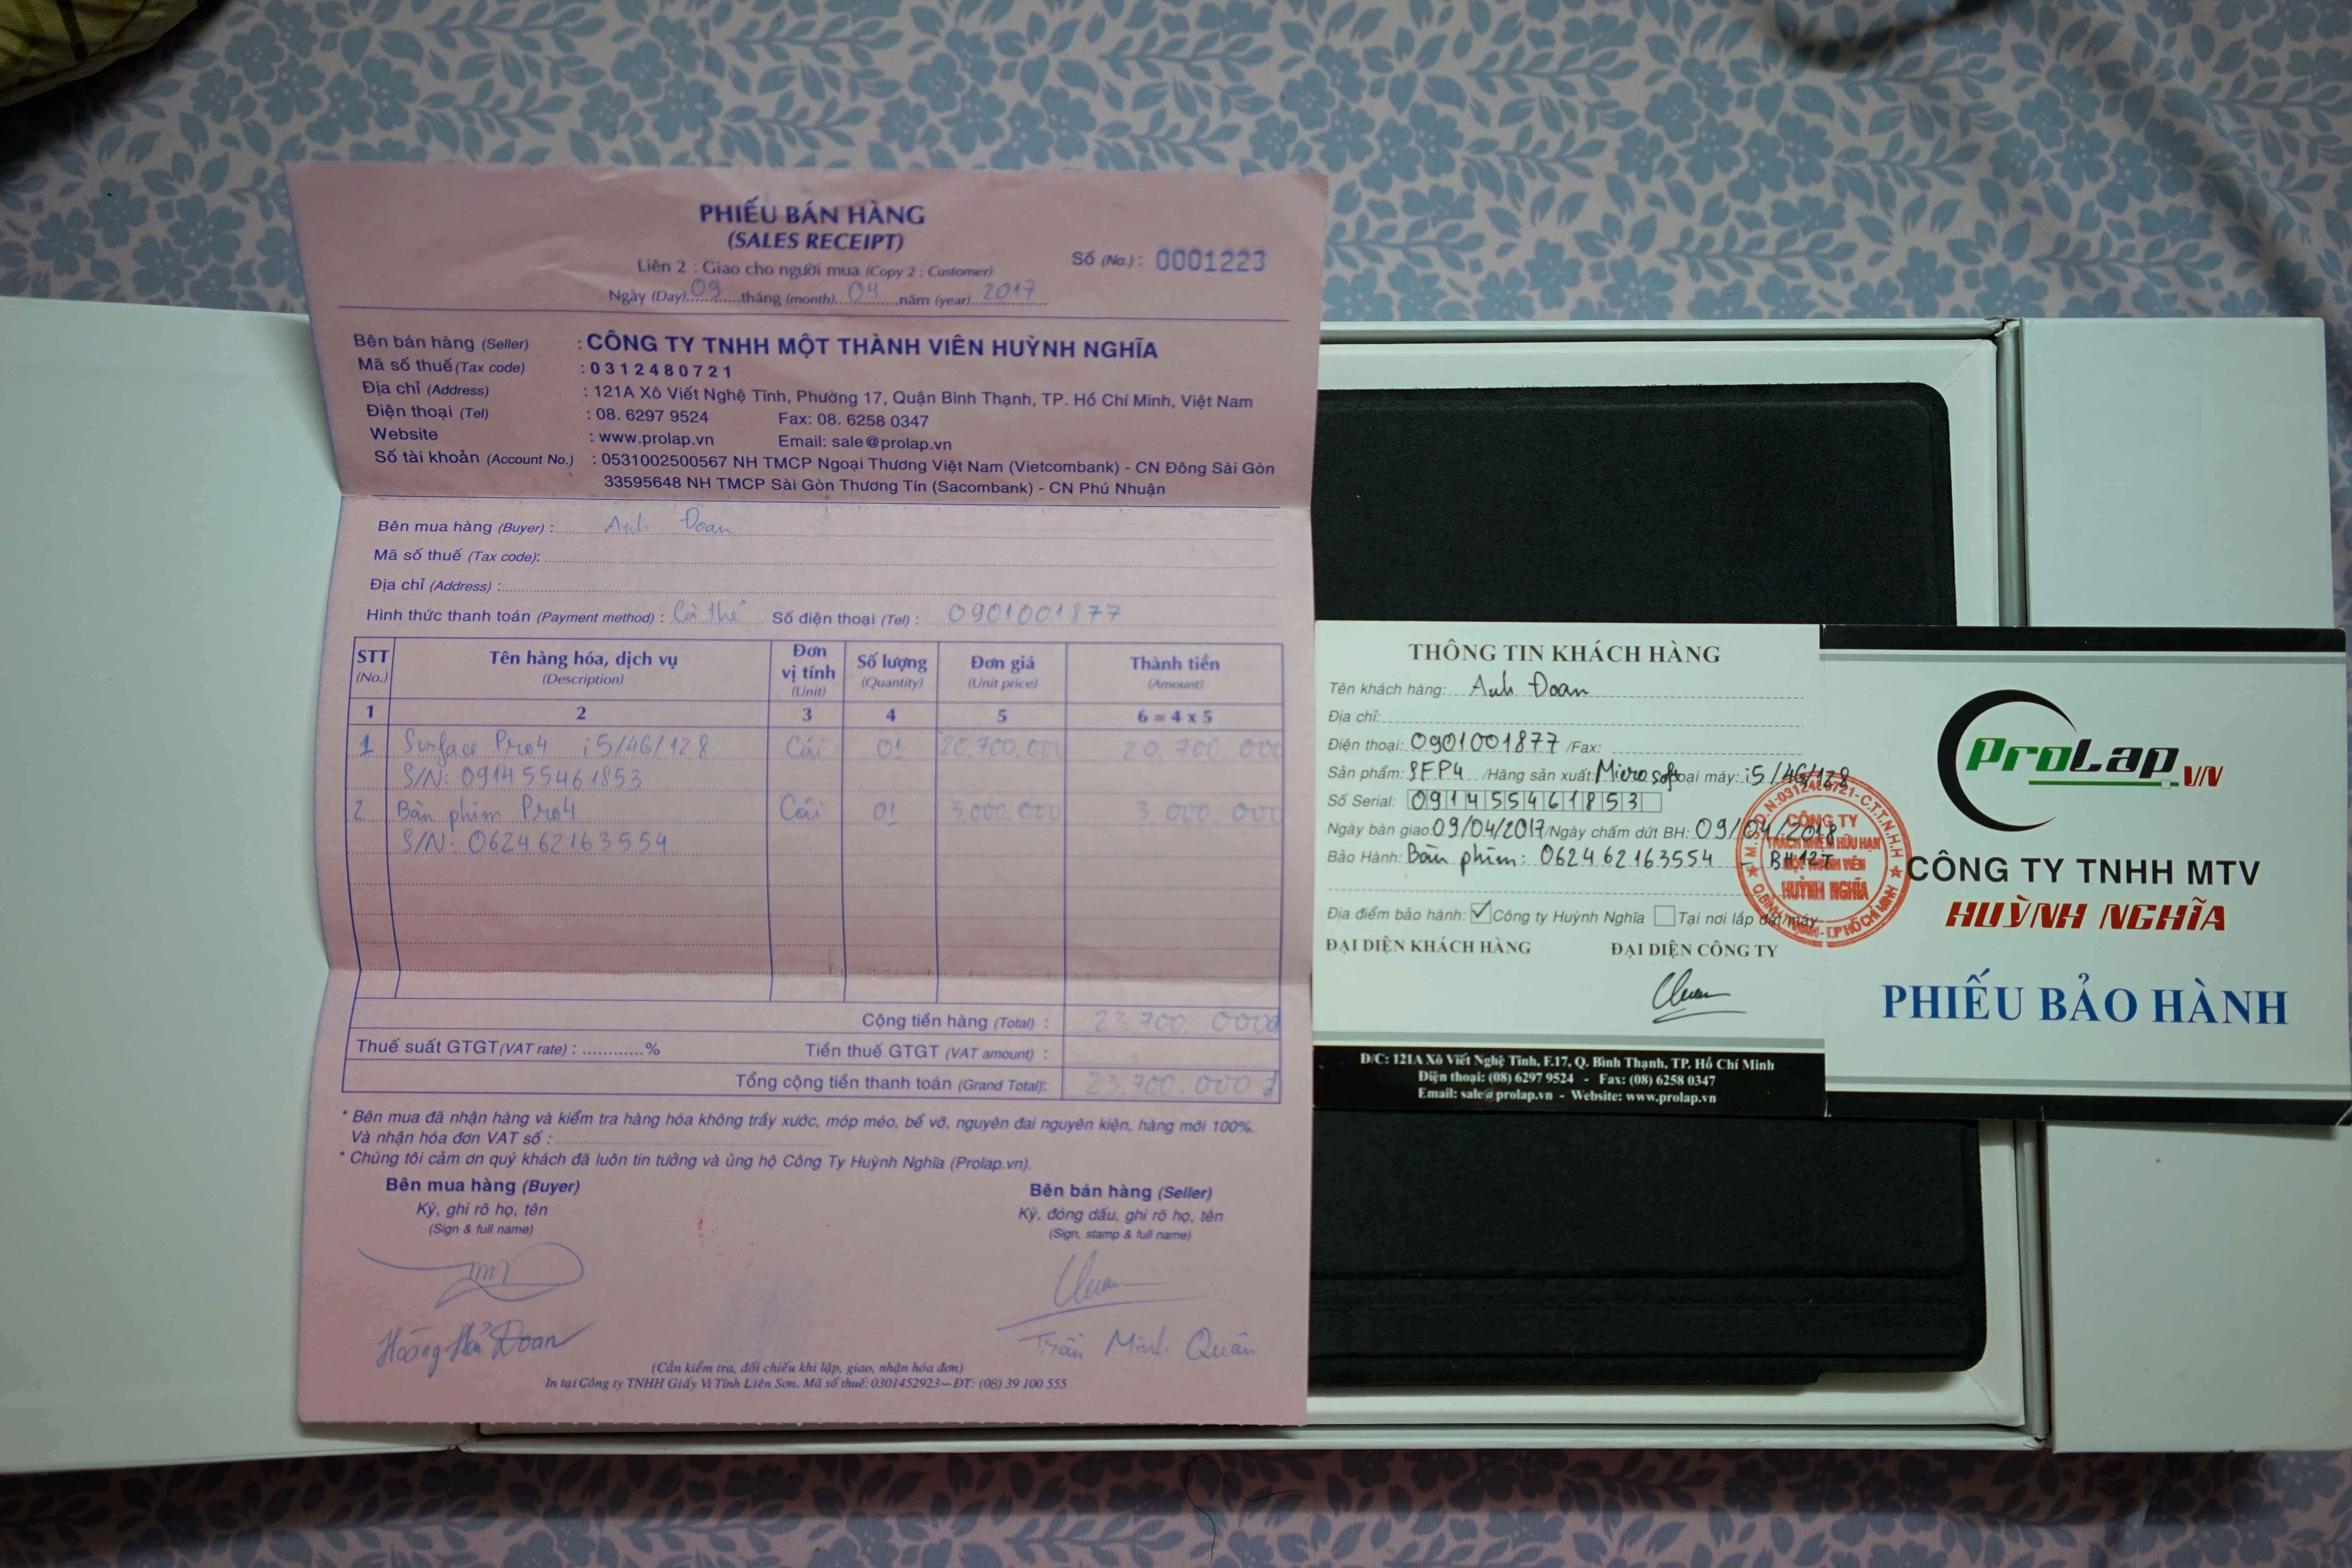 PHIẾU BÁN HÀNG
(SALES RECEIPT)
Liên 2 : Giao cho người mua (Copy 2 : Customer)
Số (No.) : 0001223
Ngày (Day) 09 tháng (month) 04 năm (year) 2017
Bên bán hàng (Seller) : CÔNG TY TNHH MỘT THÀNH VIÊN HUỲNH NGHĨA
Mã số thuế (Tax code) : 0312480721
Địa chỉ (Address) : 121A Xô Viết Nghệ Tĩnh, Phường 17, Quận Bình Thạnh, TP. Hồ Chí Minh, Việt Nam
Điện thoại (Tel) : 08. 6297 9524 Fax: 08. 6258 0347
Website : www.prolap.vn Email: sale@prolap.vn
Số tài khoản (Account No.) : 0531002500567 NH TMCP Ngoại Thương Việt Nam (Vietcombank) - CN Đông Sài Gòn
33595648 NH TMCP Sài Gòn Thương Tín (Sacombank) - CN Phú Nhuận
Bên mua hàng (Buyer) : Anh Đoan
Mã số thuế (Tax code):
Địa chỉ (Address) :
Hình thức thanh toán (Payment method) : Cà thẻ Số điện thoại (Tel) : 0901001877
STT (No.) Tên hàng hóa, dịch vụ (Description) Đơn vị tính (Unit) Số lượng (Quantity) Đơn giá (Unit price) Thành tiền (Amount)
1 2 3 4 5 6 = 4 x 5
1 Surface Pro4 i5/4G/128 Cái 01 20.700.000 20.700.000
S/N: 091455461853
2 Bàn phím Pro4 Cái 01 3.000.000 3.000.000
S/N: 062462163554
Cộng tiền hàng (Total) : 23.700.000đ
Thuế suất GTGT (VAT rate) : ............% Tiền thuế GTGT (VAT amount) :
Tổng cộng tiền thanh toán (Grand Total): 23.700.000đ
* Bên mua đã nhận hàng và kiểm tra hàng hóa không trầy xước, móp méo, bể vỡ, nguyên đai nguyên kiện, hàng mới 100%.
Và nhận hóa đơn VAT số :
* Chúng tôi cảm ơn quý khách đã luôn tin tưởng và ủng hộ Công Ty Huỳnh Nghĩa (Prolap.vn).
Bên mua hàng (Buyer) Bên bán hàng (Seller)
Ký, ghi rõ họ, tên Ký, đóng dấu, ghi rõ họ, tên
(Sign & full name) (Sign, stamp & full name)
Hoàng Hải Đoan Trần Minh Quân
(Cần kiểm tra, đối chiếu khi lập, giao, nhận hóa đơn)
In tại Công ty TNHH Giấy Vi Tính Liên Sơn. Mã số thuế: 0301452923 – ĐT: (08) 39 100 555
THÔNG TIN KHÁCH HÀNG
Tên khách hàng: Anh Đoan
Địa chỉ:
Điện thoại: 0901001877 /Fax:
Sản phẩm: SFP4 /Hãng sản xuất: Microsoft loại máy: i5/4G/128
Số Serial: 091455461853
Ngày bàn giao: 09/04/2017 /Ngày chấm dứt BH: 09/04/2018
Bảo Hành: Bàn phím: 062462163554 - BH 12T
Địa điểm bảo hành: Công ty Huỳnh Nghĩa Tại nơi lắp đặt máy
ĐẠI DIỆN KHÁCH HÀNG ĐẠI DIỆN CÔNG TY
M.S.D.N:0312480721-C.T.T.N.H.H
CÔNG TY
TRÁCH NHIỆM HỮU HẠN
MỘT THÀNH VIÊN
HUỲNH NGHĨA
Q.BÌNH THẠNH-T.P HỒ CHÍ MINH
Đ/C: 121A Xô Viết Nghệ Tĩnh, F.17, Q. Bình Thạnh, TP. Hồ Chí Minh
Điện thoại: (08) 6297 9524 - Fax: (08) 6258 0347
Email: sale@prolap.vn - Website: www.prolap.vn
ProLap.VN
CÔNG TY TNHH MTV
HUỲNH NGHĨA
PHIẾU BẢO HÀNH